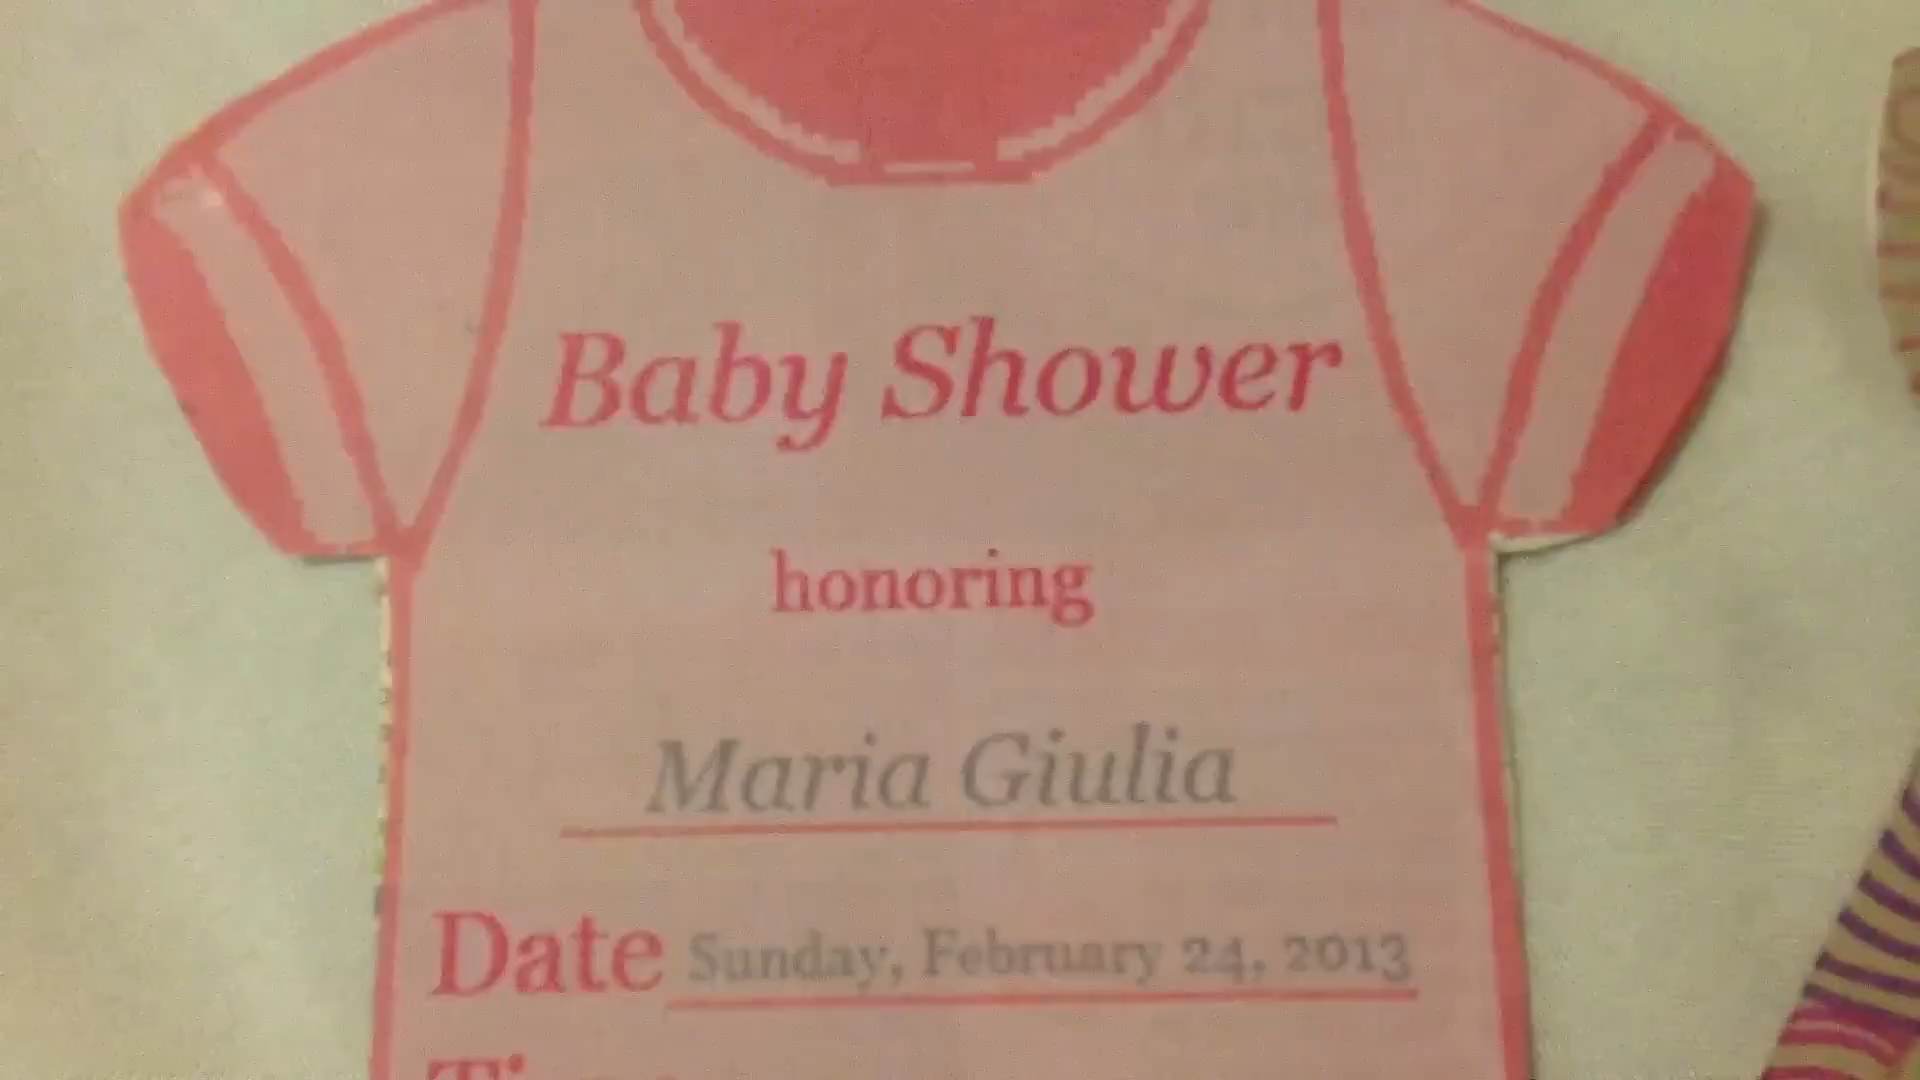 Baby Shower
honoring
Maria Giulia
Date Sunday, February 24, 2013